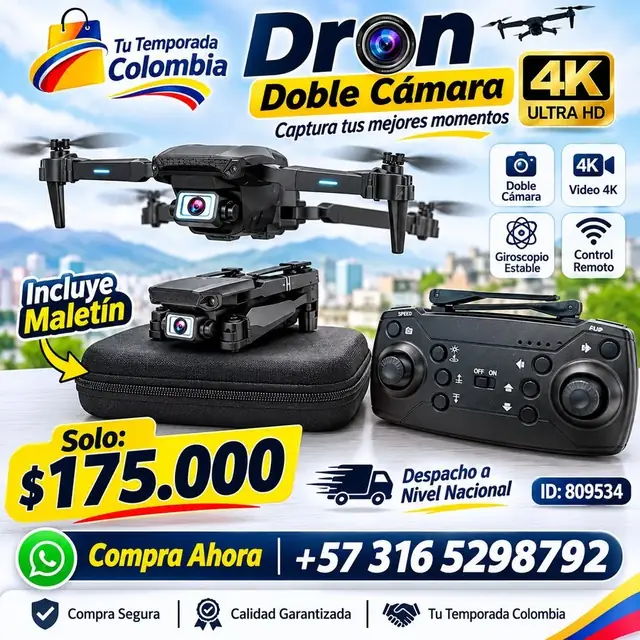 Tu Temporada
Colombia
Dron
Doble Cámara
Captura tus mejores momentos
4K
ULTRA HD
Doble
Cámara
4K
Video 4K
Giroscopio
Estable
Control
Remoto
Incluye
Maletín
H
SPEED
FLIP
OFF ON
Solo:
$175.000
Despacho a
Nivel Nacional
ID: 809534
Compra Ahora
+57 316 5298792
Compra Segura
Calidad Garantizada
Tu Temporada Colombia